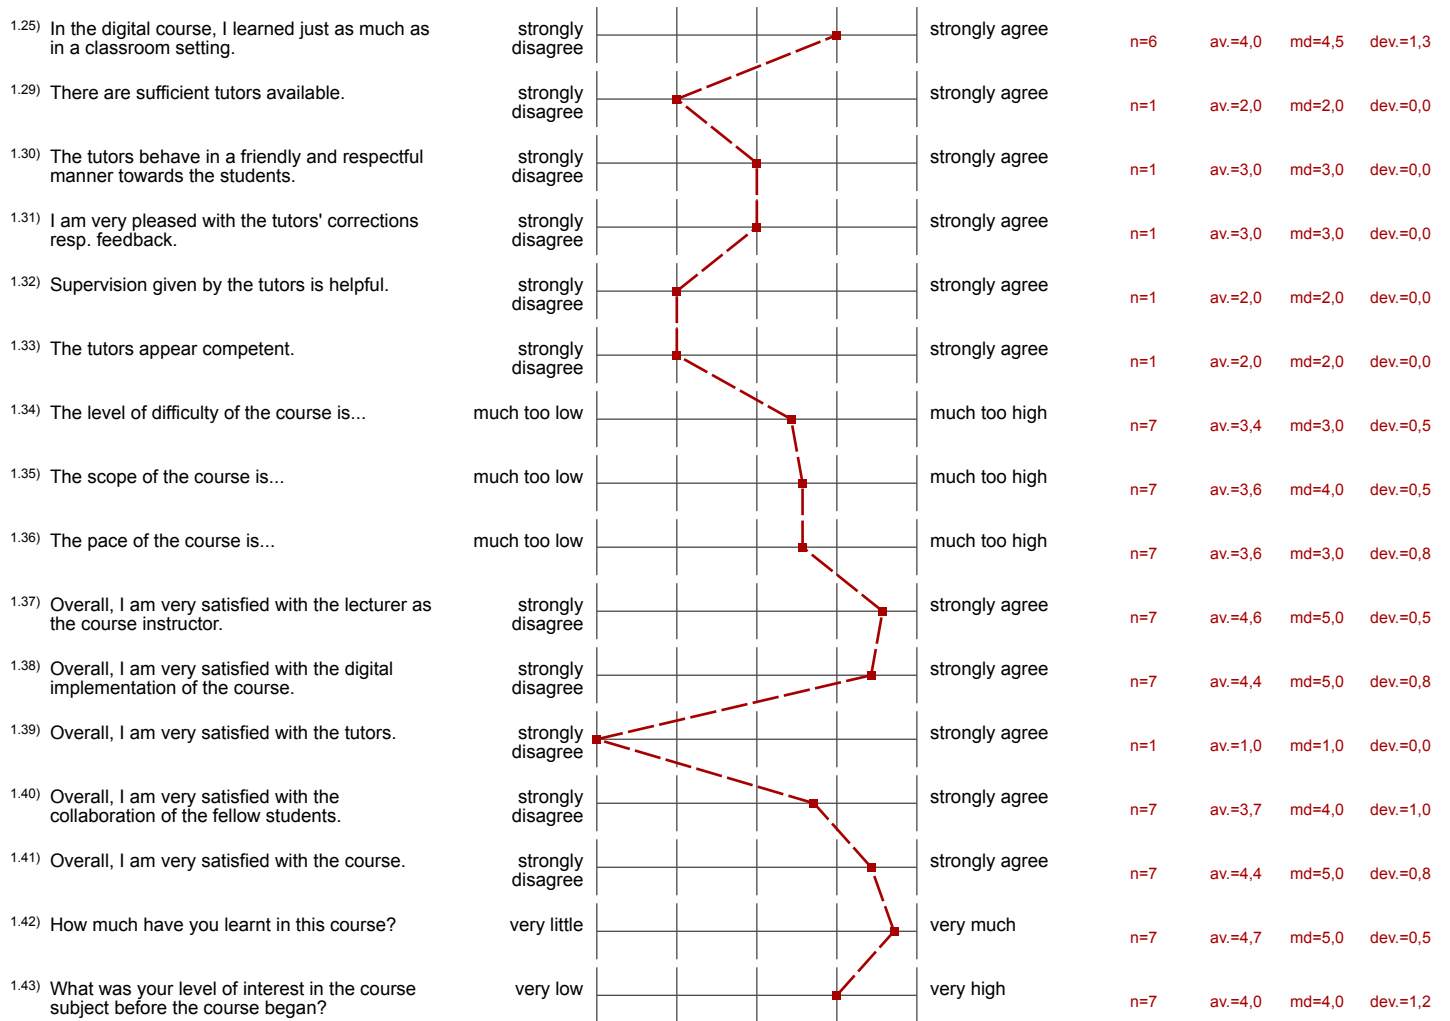 1.25) In the digital course, I learned just as much as
in a classroom setting.
strongly
disagree
strongly agree
n=6 av.=4,0 md=4,5 dev.=1,3
1.29) There are sufficient tutors available.
strongly
disagree
strongly agree
n=1 av.=2,0 md=2,0 dev.=0,0
1.30) The tutors behave in a friendly and respectful
manner towards the students.
strongly
disagree
strongly agree
n=1 av.=3,0 md=3,0 dev.=0,0
1.31) I am very pleased with the tutors' corrections
resp. feedback.
strongly
disagree
strongly agree
n=1 av.=3,0 md=3,0 dev.=0,0
1.32) Supervision given by the tutors is helpful.
strongly
disagree
strongly agree
n=1 av.=2,0 md=2,0 dev.=0,0
1.33) The tutors appear competent.
strongly
disagree
strongly agree
n=1 av.=2,0 md=2,0 dev.=0,0
1.34) The level of difficulty of the course is...
much too low
much too high
n=7 av.=3,4 md=3,0 dev.=0,5
1.35) The scope of the course is...
much too low
much too high
n=7 av.=3,6 md=4,0 dev.=0,5
1.36) The pace of the course is...
much too low
much too high
n=7 av.=3,6 md=3,0 dev.=0,8
1.37) Overall, I am very satisfied with the lecturer as
the course instructor.
strongly
disagree
strongly agree
n=7 av.=4,6 md=5,0 dev.=0,5
1.38) Overall, I am very satisfied with the digital
implementation of the course.
strongly
disagree
strongly agree
n=7 av.=4,4 md=5,0 dev.=0,8
1.39) Overall, I am very satisfied with the tutors.
strongly
disagree
strongly agree
n=1 av.=1,0 md=1,0 dev.=0,0
1.40) Overall, I am very satisfied with the
collaboration of the fellow students.
strongly
disagree
strongly agree
n=7 av.=3,7 md=4,0 dev.=1,0
1.41) Overall, I am very satisfied with the course.
strongly
disagree
strongly agree
n=7 av.=4,4 md=5,0 dev.=0,8
1.42) How much have you learnt in this course?
very little
very much
n=7 av.=4,7 md=5,0 dev.=0,5
1.43) What was your level of interest in the course
subject before the course began?
very low
very high
n=7 av.=4,0 md=4,0 dev.=1,2